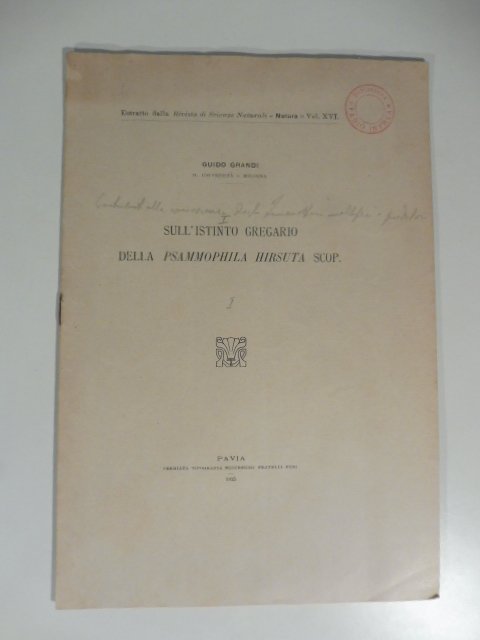 Estratto dalla Rivista di Scienze Naturali - Natura - Vol. XVI.
GUIDO GRANDI
R. UNIVERSITÀ - BOLOGNA
I
SULL'ISTINTO GREGARIO
DELLA PSAMMOPHILA HIRSUTA SCOP.
I
PAVIA
PREMIATA TIPOGRAFIA SUCCESSORI FRATELLI FUSI
1925